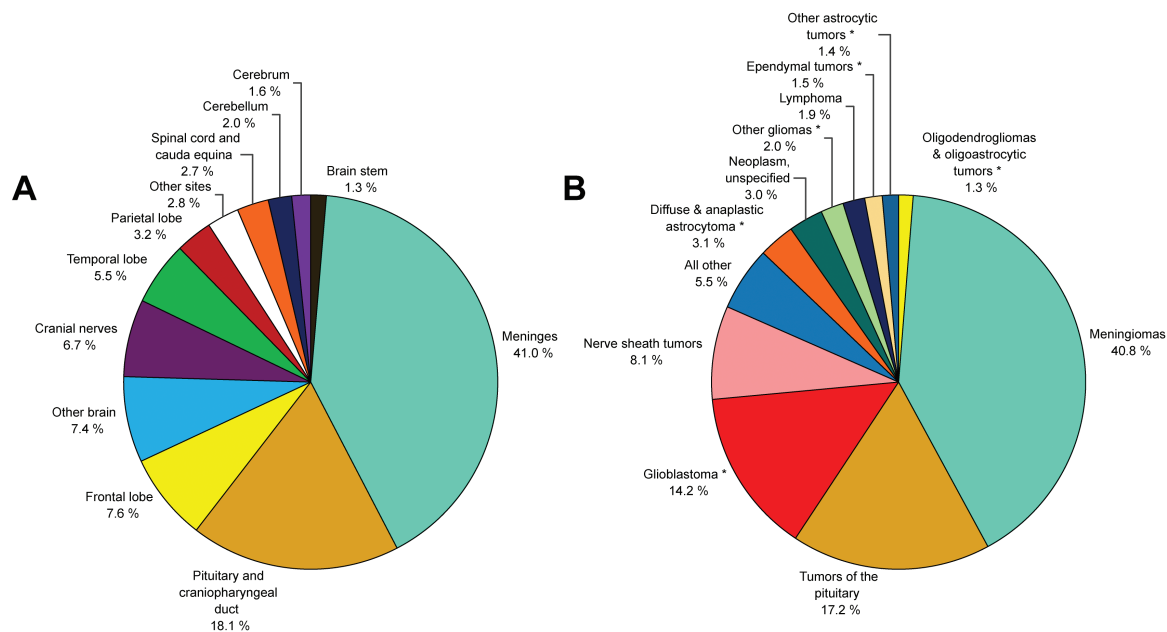 A
Cerebrum
1.6 %
Cerebellum
2.0 %
Spinal cord and
cauda equina
2.7 %
Other sites
2.8 %
Parietal lobe
3.2 %
Temporal lobe
5.5 %
Cranial nerves
6.7 %
Other brain
7.4 %
Frontal lobe
7.6 %
Pituitary and
craniopharyngeal
duct
18.1 %
Meninges
41.0 %
Brain stem
1.3 %
B
Other astrocytic
tumors *
1.4 %
Ependymal tumors *
1.5 %
Lymphoma
1.9 %
Other gliomas *
2.0 %
Neoplasm,
unspecified
3.0 %
Diffuse & anaplastic
astrocytoma *
3.1 %
All other
5.5 %
Nerve sheath tumors
8.1 %
Glioblastoma *
14.2 %
Tumors of the
pituitary
17.2 %
Meningiomas
40.8 %
Oligodendrogliomas
& oligoastrocytic
tumors *
1.3 %